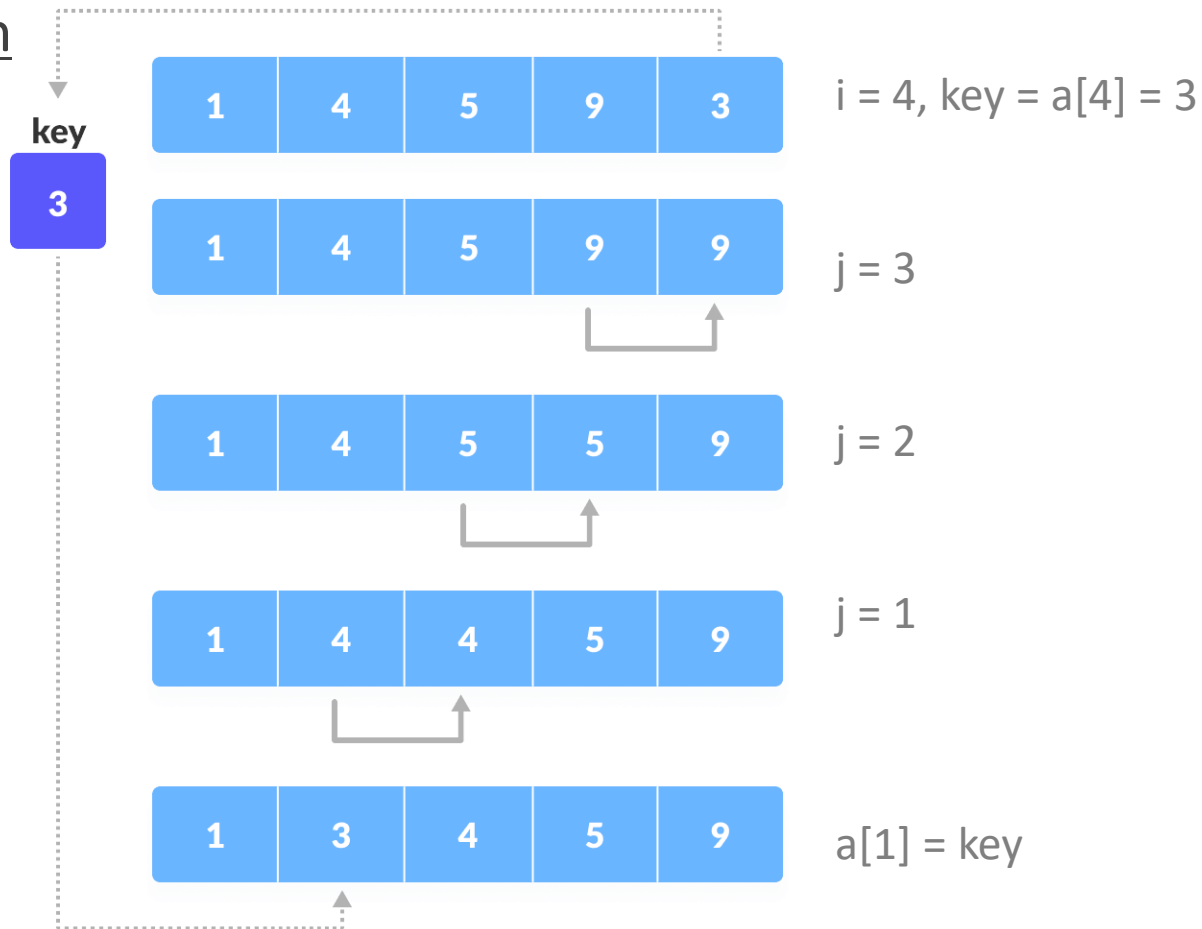 1 4 5 9 3
i = 4, key = a[4] = 3
key
3
1 4 5 9 9
j = 3
1 4 5 5 9
j = 2
1 4 4 5 9
j = 1
1 3 4 5 9
a[1] = key